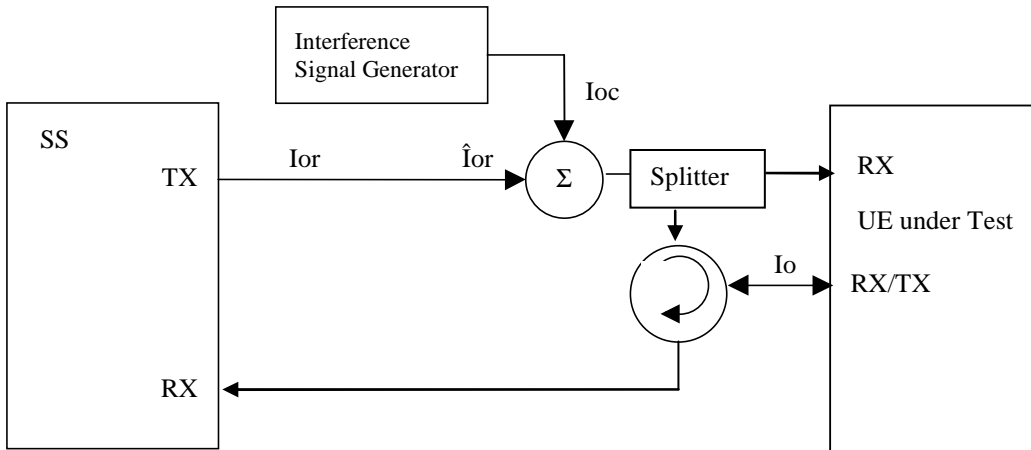 Interference
Signal Generator
Ioc
SS
TX
Ior
Îor
Σ
Splitter
RX
UE under Test
Io
RX/TX
RX